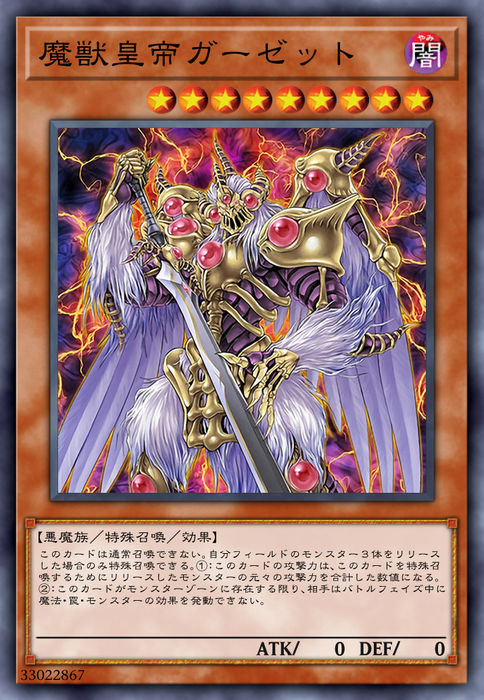 魔獣皇帝ガーゼット
やみ
闇
【悪魔族／特殊召喚／効果】
このカードは通常召喚できない。自分フィールドのモンスター３体をリリース
した場合のみ特殊召喚できる。①：このカードの攻撃力は、このカードを特殊召
喚するためにリリースしたモンスターの元々の攻撃力を合計した数値になる。
②：このカードがモンスターゾーンに存在する限り、相手はバトルフェイズ中に
魔法・罠・モンスターの効果を発動できない。
ATK/ 0 DEF/ 0
33022867